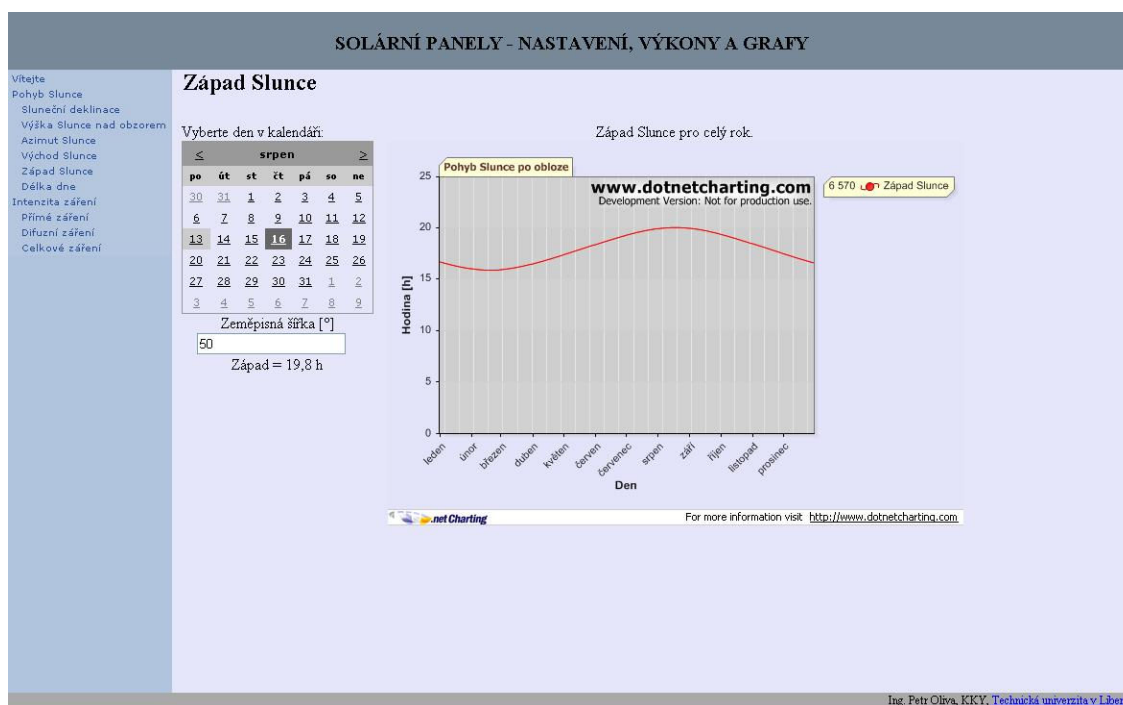 SOLÁRNÍ PANELY - NASTAVENÍ, VÝKONY A GRAFY
Vítejte
Pohyb Slunce
Sluneční deklinace
Výška Slunce nad obzorem
Azimut Slunce
Východ Slunce
Západ Slunce
Délka dne
Intenzita záření
Přímé záření
Difuzní záření
Celkové záření
Západ Slunce
Vyberte den v kalendáři:
< srpen >
po út st čt pá so ne
30 31 1 2 3 4 5
6 7 8 9 10 11 12
13 14 15 16 17 18 19
20 21 22 23 24 25 26
27 28 29 30 31 1 2
3 4 5 6 7 8 9
Zeměpisná šířka [°]
50
Západ = 19,8 h
Západ Slunce pro celý rok.
Pohyb Slunce po obloze
www.dotnetcharting.com
Development Version: Not for production use.
6 570 Západ Slunce
25
20
15
10
5
0
Hodina [h]
leden únor březen duben květen červen červenec srpen září říjen listopad prosinec
Den
.net Charting
For more information visit http://www.dotnetcharting.com
Ing. Petr Oliva, KKY, Technická univerzita v Liber